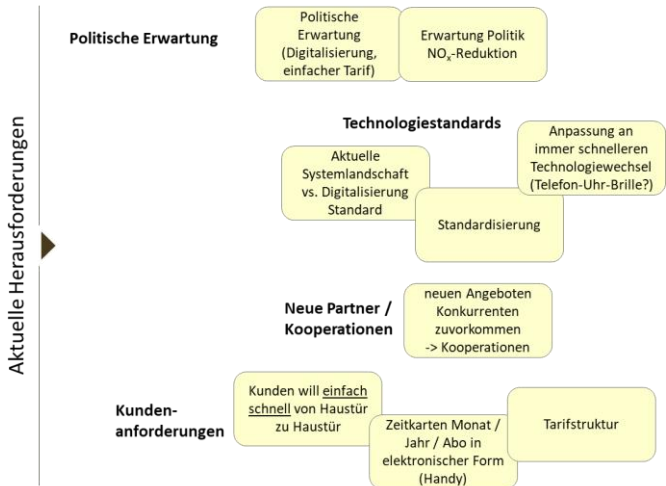 Aktuelle Herausforderungen
Politische Erwartung
Politische
Erwartung
(Digitalisierung,
einfacher Tarif)
Erwartung Politik
NOₓ-Reduktion
Technologiestandards
Aktuelle
Systemlandschaft
vs. Digitalisierung
Standard
Standardisierung
Anpassung an
immer schnelleren
Technologiewechsel
(Telefon-Uhr-Brille?)
Neue Partner /
Kooperationen
neuen Angeboten
Konkurrenten
zuvorkommen
-> Kooperationen
Kunden-
anforderungen
Kunden will einfach
schnell von Haustür
zu Haustür
Zeitkarten Monat /
Jahr / Abo in
elektronischer Form
(Handy)
Tarifstruktur